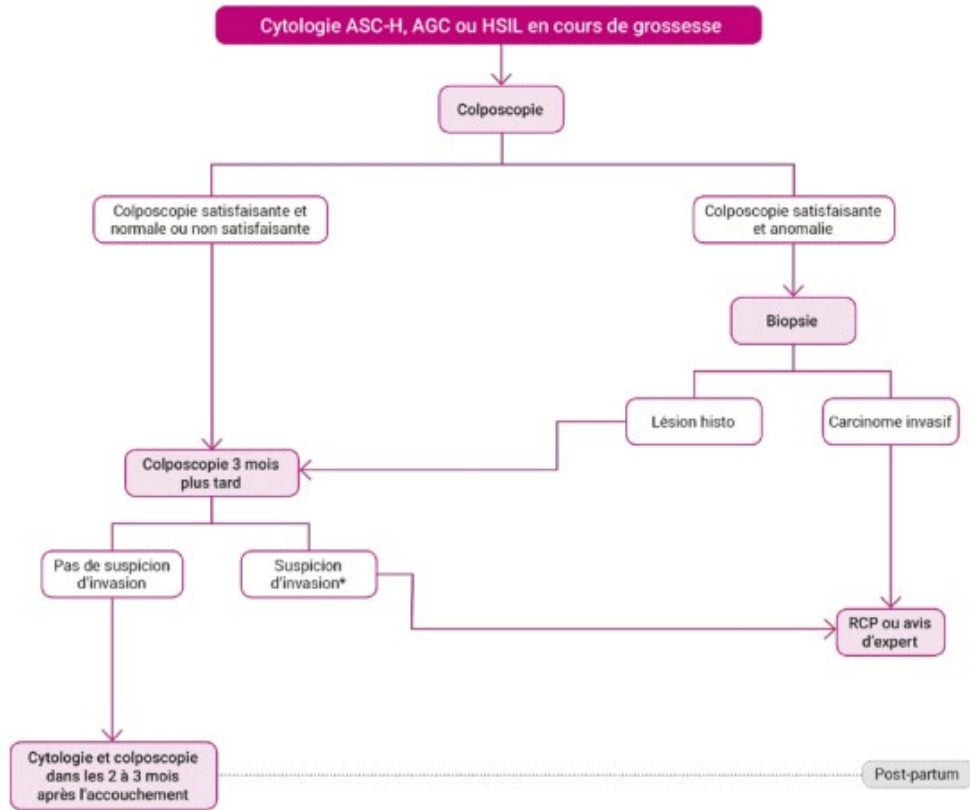 Cytologie ASC-H, AGC ou HSIL en cours de grossesse
Colposcopie
Colposcopie satisfaisante et
normale ou non satisfaisante
Colposcopie satisfaisante
et anomalie
Biopsie
Lésion histo
Carcinome invasif
Colposcopie 3 mois
plus tard
Pas de suspicion
d'invasion
Suspicion
d'invasion*
RCP ou avis
d'expert
Cytologie et colposcopie
dans les 2 à 3 mois
après l'accouchement
Post-partum